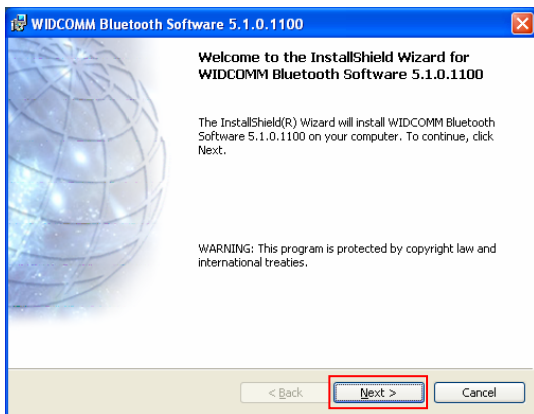 WIDCOMM Bluetooth Software 5.1.0.1100
Welcome to the InstallShield Wizard for
WIDCOMM Bluetooth Software 5.1.0.1100
The InstallShield(R) Wizard will install WIDCOMM Bluetooth
Software 5.1.0.1100 on your computer. To continue, click
Next.
WARNING: This program is protected by copyright law and
international treaties.
< Back Next > Cancel